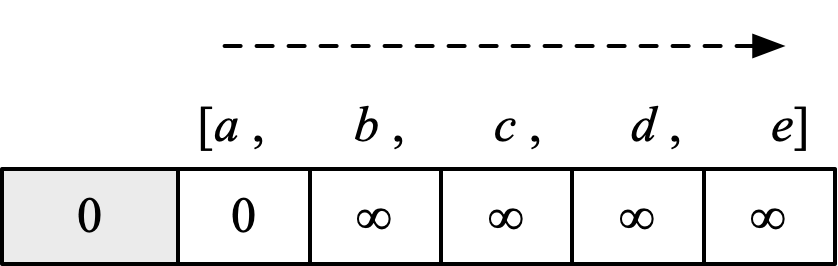 [a , b , c , d , e]
0 0 ∞ ∞ ∞ ∞